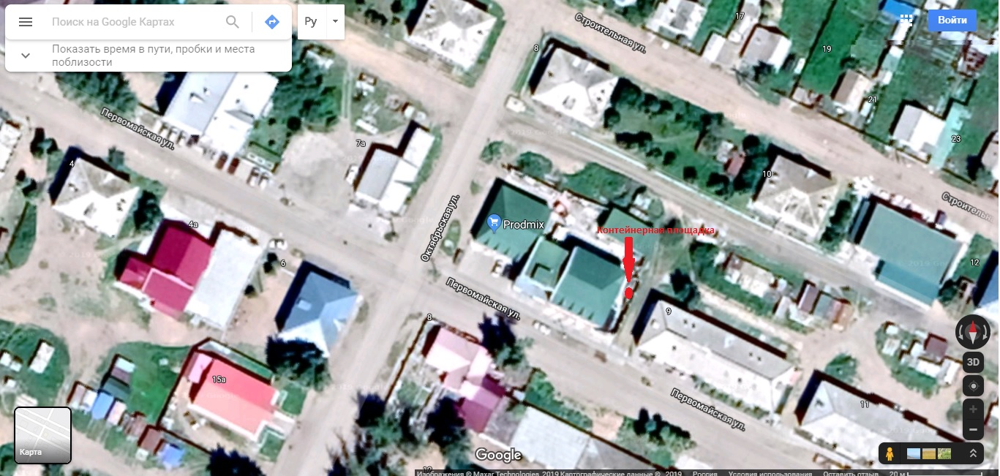 Поиск на Google Картах
Ру
Войти
Показать время в пути, пробки и места
поблизости
Строительная ул.
17
8
19
21
23
Первомайская ул.
7а
4
10
Строительн
4а
Октябрьская ул.
Prodmix
Контейнерная площадка
12
6
Первомайская ул.
9
8
3D
15а
Первомайская ул.
11
Карта
Google
12
Изображения © Maxar Technologies, 2019 Картографические данные © , 2019 Россия Условия использования Оставить отзыв 20 м